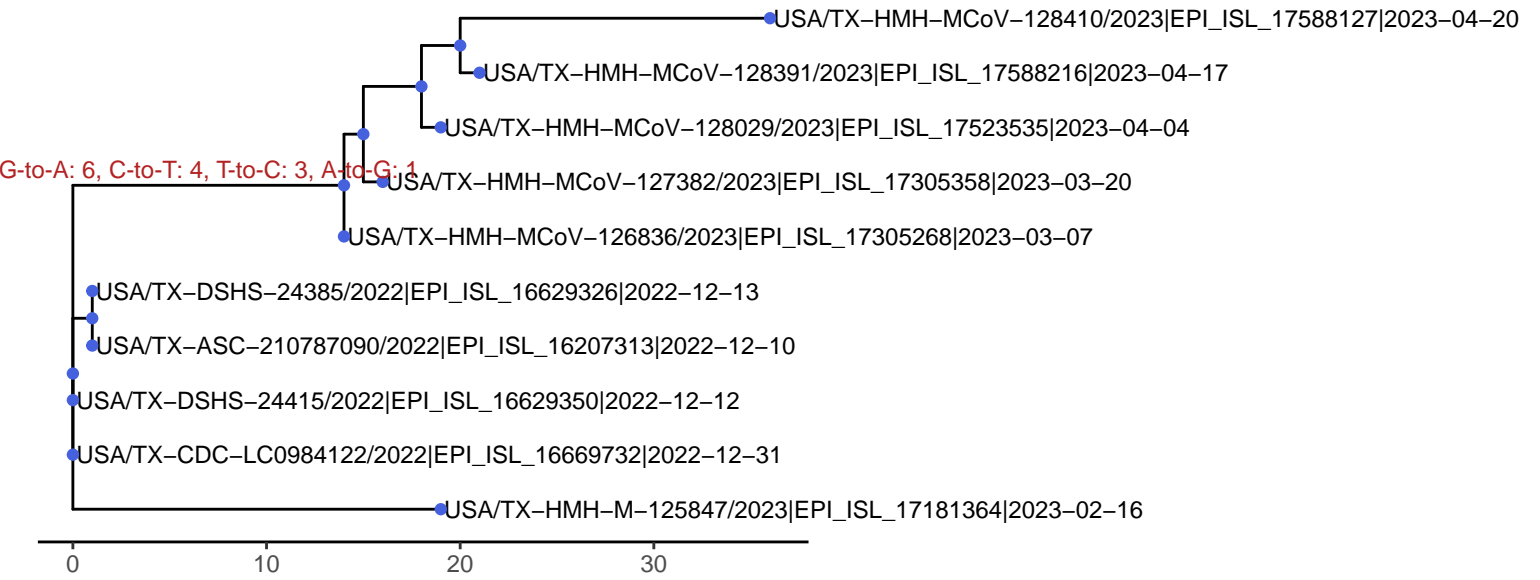 USA/TX−HMH−MCoV−128410/2023|EPI_ISL_17588127|2023−04−20
USA/TX−HMH−MCoV−128391/2023|EPI_ISL_17588216|2023−04−17
USA/TX−HMH−MCoV−128029/2023|EPI_ISL_17523535|2023−04−04
G-to-A: 6, C-to-T: 4, T-to-C: 3, A-to-G: 1
USA/TX−HMH−MCoV−127382/2023|EPI_ISL_17305358|2023−03−20
USA/TX−HMH−MCoV−126836/2023|EPI_ISL_17305268|2023−03−07
USA/TX−DSHS−24385/2022|EPI_ISL_16629326|2022−12−13
USA/TX−ASC−210787090/2022|EPI_ISL_16207313|2022−12−10
USA/TX−DSHS−24415/2022|EPI_ISL_16629350|2022−12−12
USA/TX−CDC−LC0984122/2022|EPI_ISL_16669732|2022−12−31
USA/TX−HMH−M−125847/2023|EPI_ISL_17181364|2023−02−16
0 10 20 30